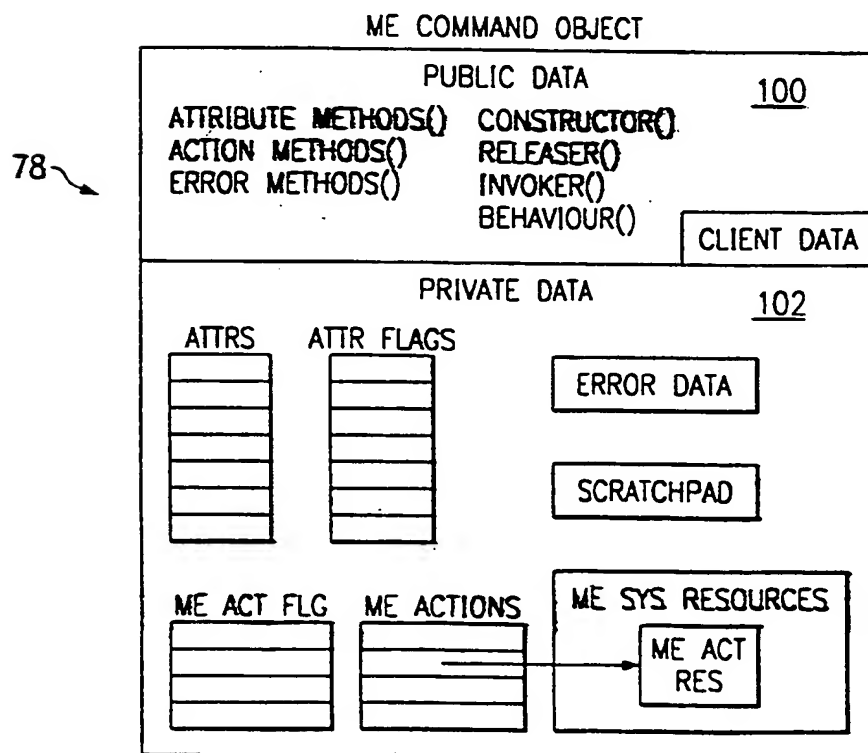 ME COMMAND OBJECT
PUBLIC DATA
100
ATTRIBUTE METHODS() CONSTRUCTOR()
ACTION METHODS() RELEASER()
ERROR METHODS() INVOKER()
BEHAVIOUR()
78
CLIENT DATA
PRIVATE DATA
102
ATTRS ATTR FLAGS
ERROR DATA
SCRATCHPAD
ME ACT FLG ME ACTIONS ME SYS RESOURCES
ME ACT
RES